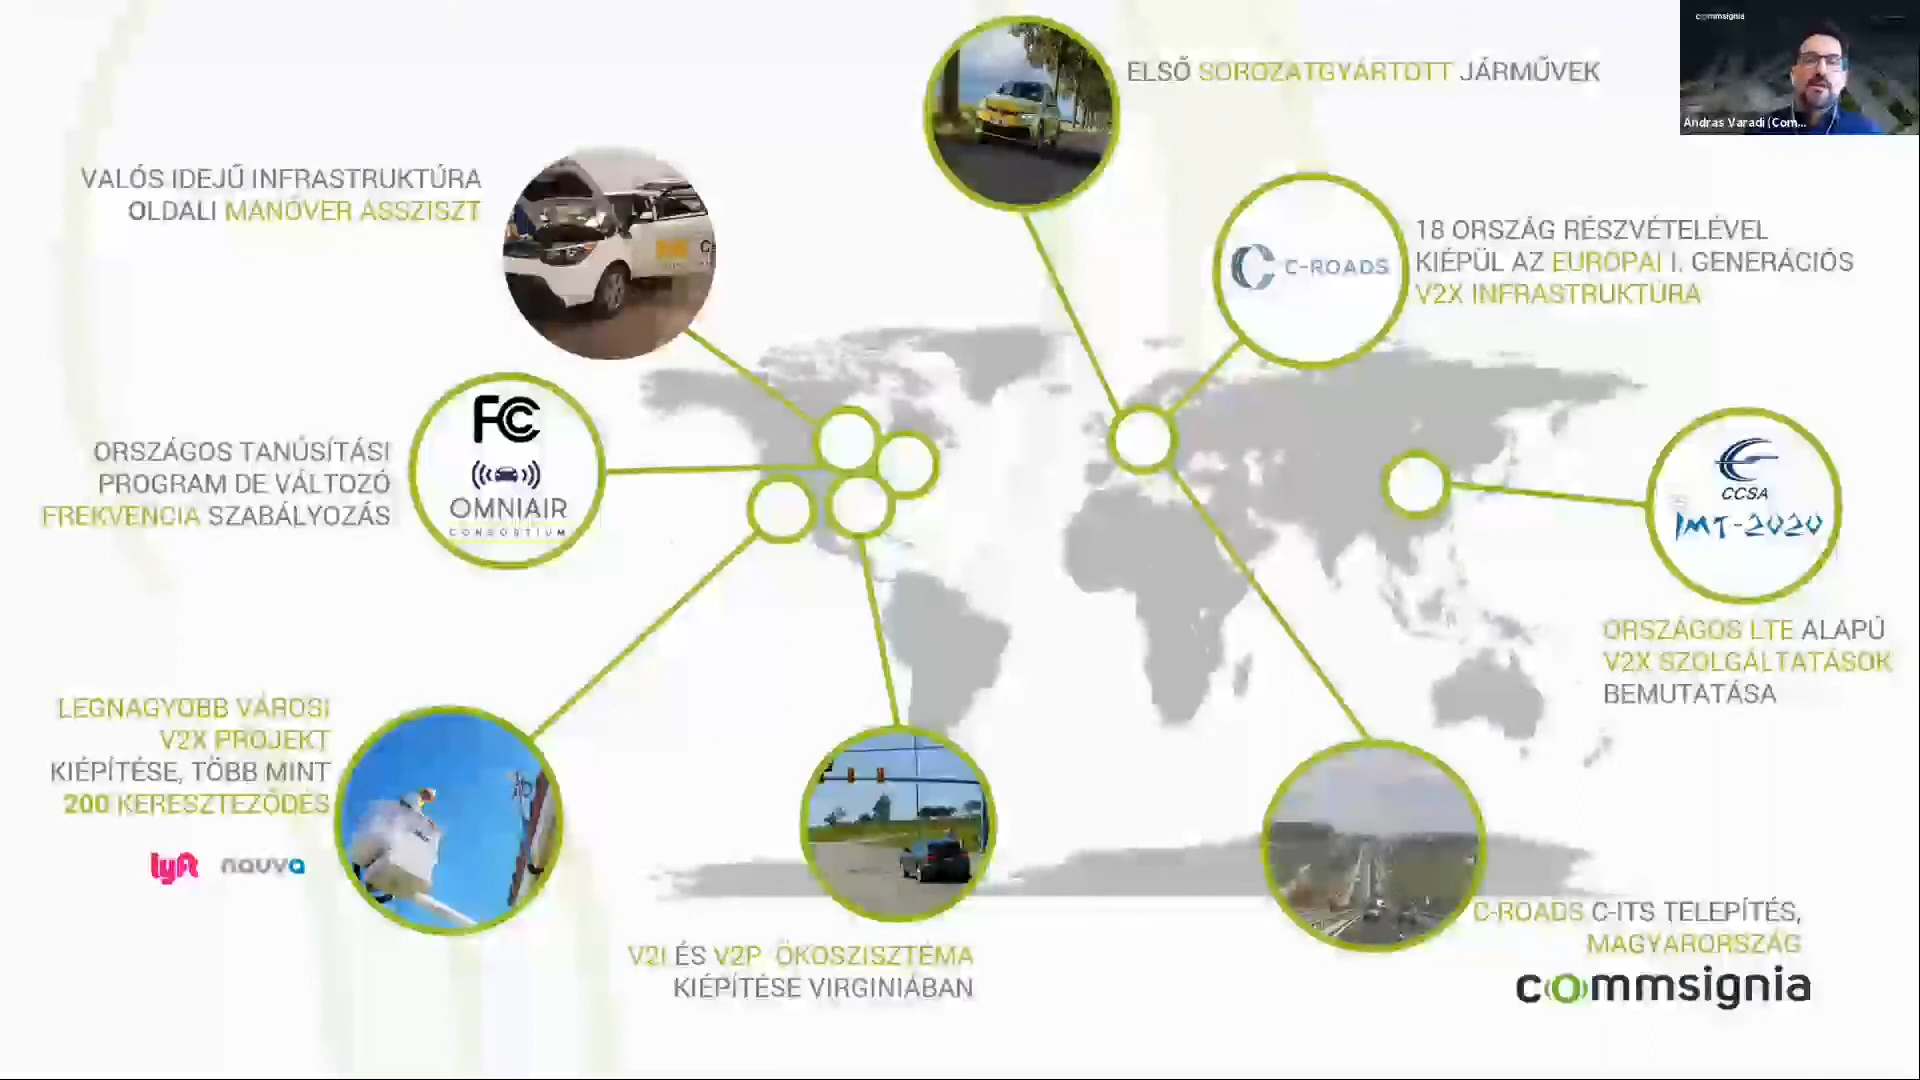 commsignia
Andras Varadi (Com...
ELSŐ SOROZATGYÁRTOTT JÁRMŰVEK
VALÓS IDEJŰ INFRASTRUKTÚRA
OLDALI MANŐVER ASSZISZT
C-ROADS
18 ORSZÁG RÉSZVÉTELÉVEL
KIÉPÜL AZ EURÓPAI I. GENERÁCIÓS
V2X INFRASTRUKTÚRA
FC
OMNIAIR
CONSORTIUM
ORSZÁGOS TANÚSÍTÁSI
PROGRAM DE VÁLTOZÓ
FREKVENCIA SZABÁLYOZÁS
CCSA
IMT-2020
ORSZÁGOS LTE ALAPÚ
V2X SZOLGÁLTATÁSOK
BEMUTATÁSA
LEGNAGYOBB VÁROSI
V2X PROJEKT
KIÉPÍTÉSE, TÖBB MINT
200 KERESZTEZŐDÉS
lyft nauva
V2I ÉS V2P ÖKOSZISZTÉMA
KIÉPÍTÉSE VIRGINIÁBAN
C-ROADS C-ITS TELEPÍTÉS,
MAGYARORSZÁG
commsignia